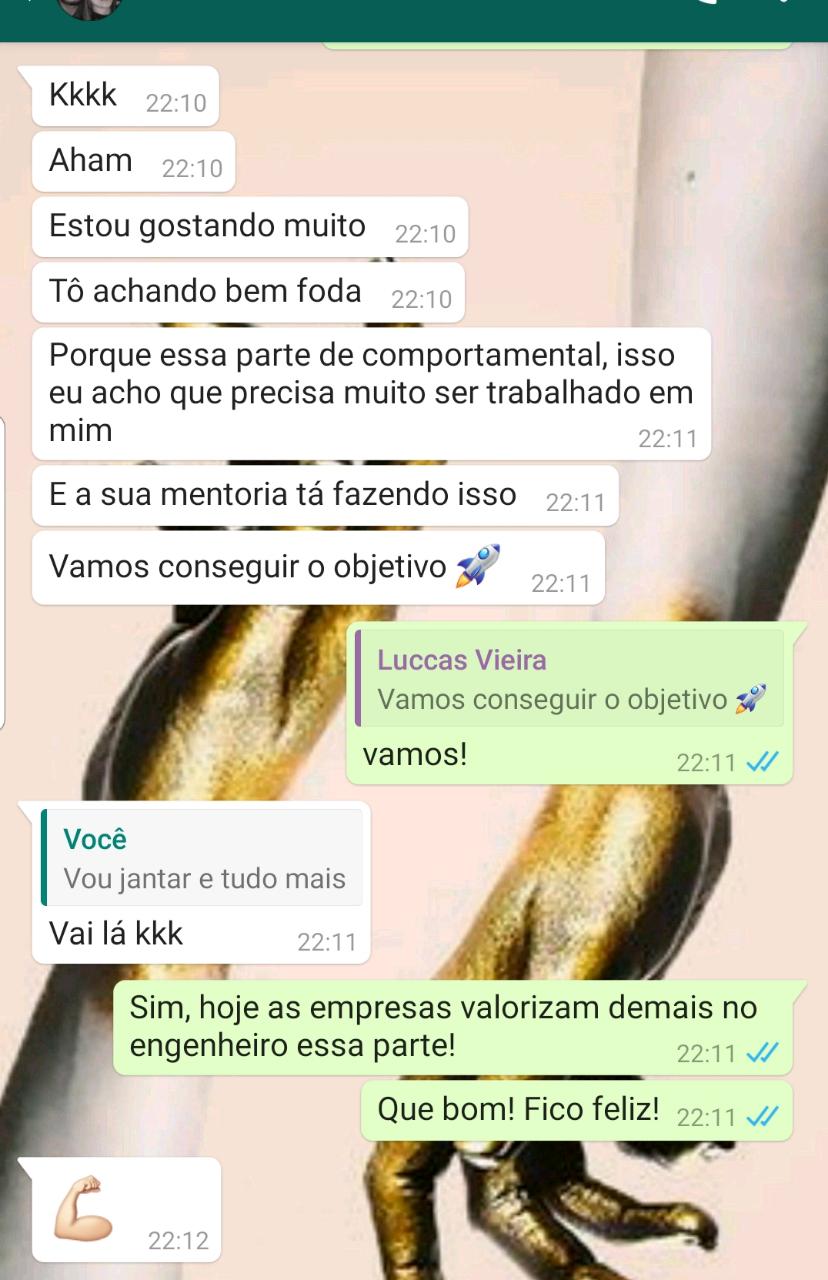 Kkkk 22:10
Aham 22:10
Estou gostando muito 22:10
Tô achando bem foda 22:10
Porque essa parte de comportamental, isso
eu acho que precisa muito ser trabalhado em
mim 22:11
E a sua mentoria tá fazendo isso 22:11
Vamos conseguir o objetivo 🚀 22:11
Luccas Vieira
Vamos conseguir o objetivo 🚀
vamos! 22:11
Você
Vou jantar e tudo mais
Vai lá kkk 22:11
Sim, hoje as empresas valorizam demais no
engenheiro essa parte! 22:11
Que bom! Fico feliz! 22:11
💪🏻 22:12